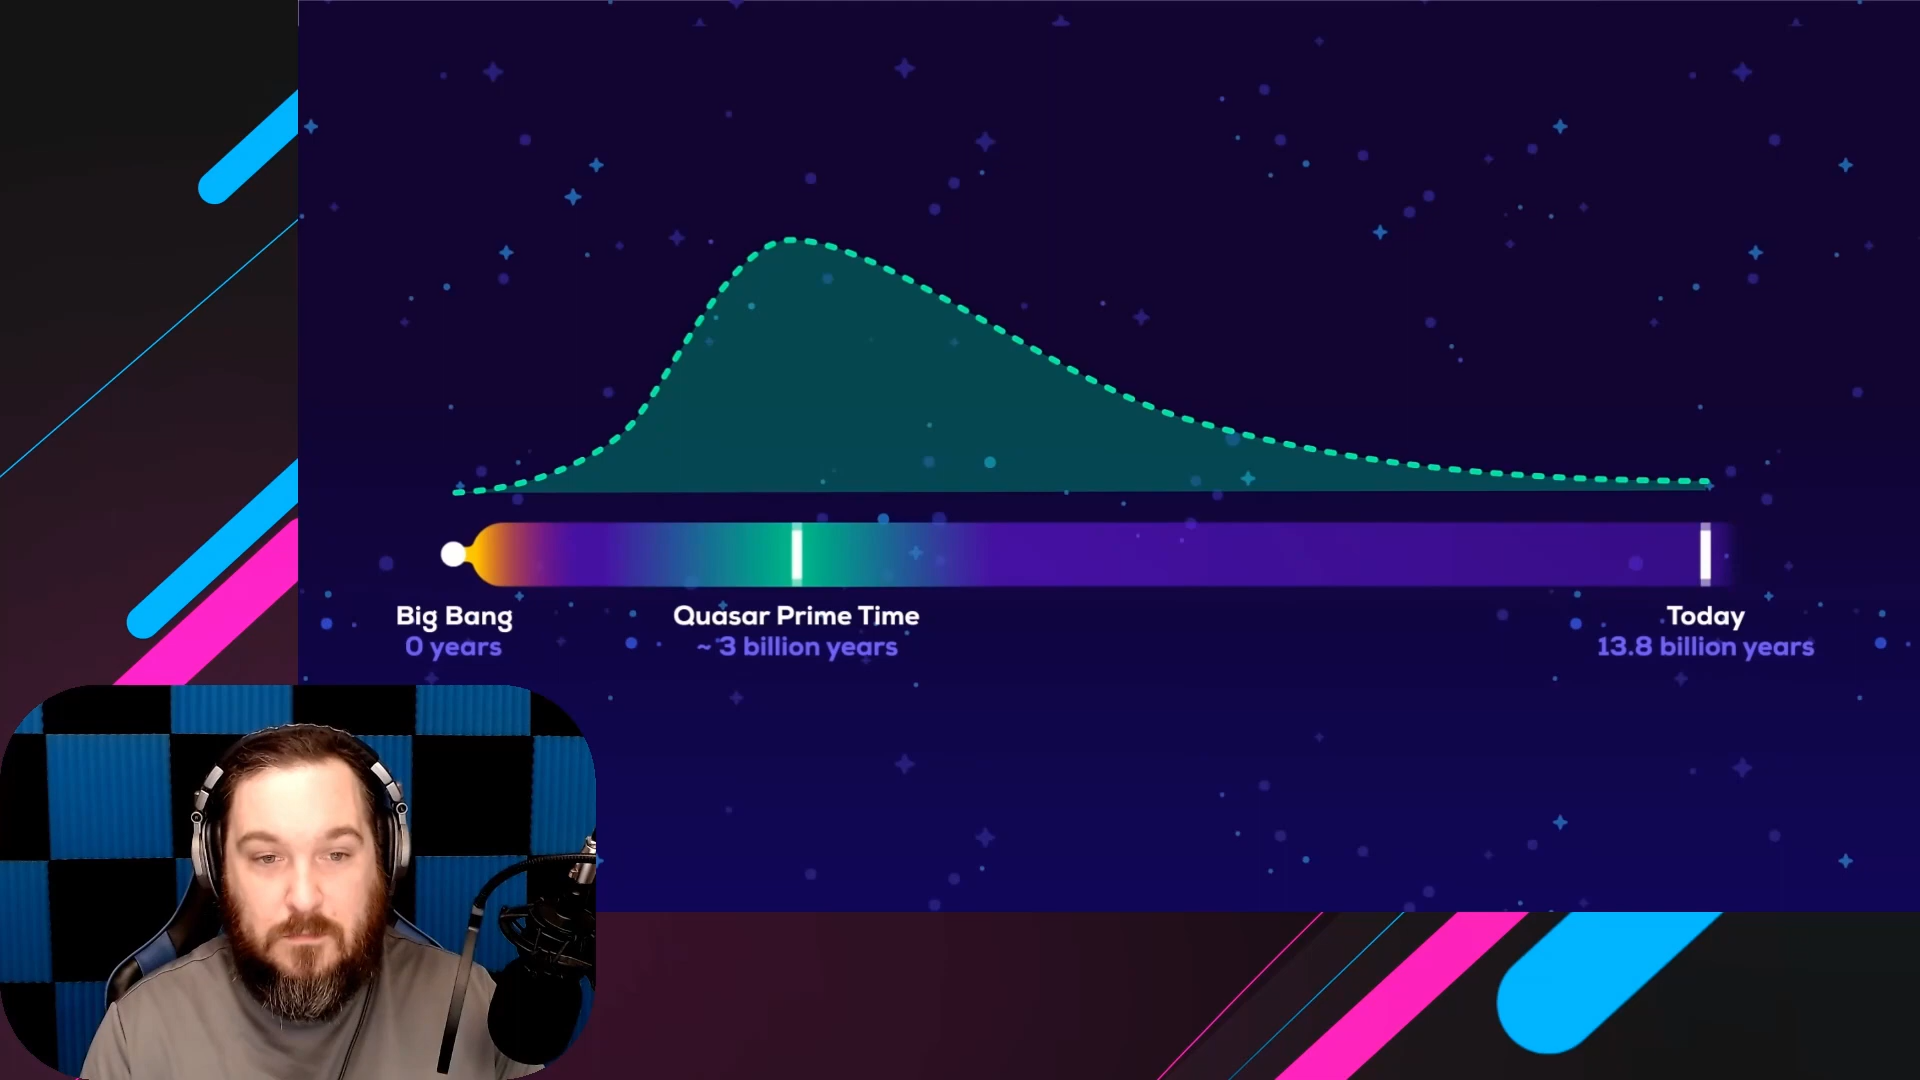 Big Bang
0 years
Quasar Prime Time
~ 3 billion years
Today
13.8 billion years